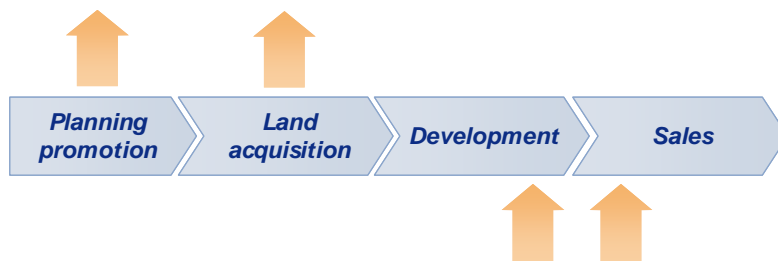 Planning
promotion
Land
acquisition
Development
Sales